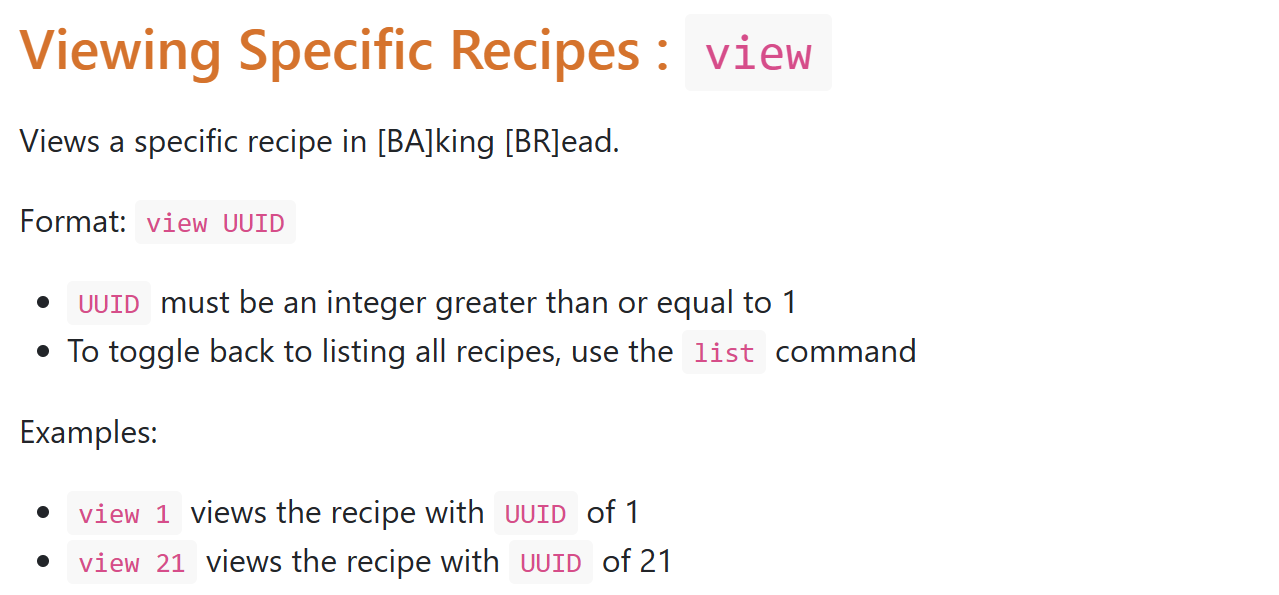 Viewing Specific Recipes : view
Views a specific recipe in [BA]king [BR]ead.
Format: view UUID
• UUID must be an integer greater than or equal to 1
• To toggle back to listing all recipes, use the list command
Examples:
• view 1 views the recipe with UUID of 1
• view 21 views the recipe with UUID of 21